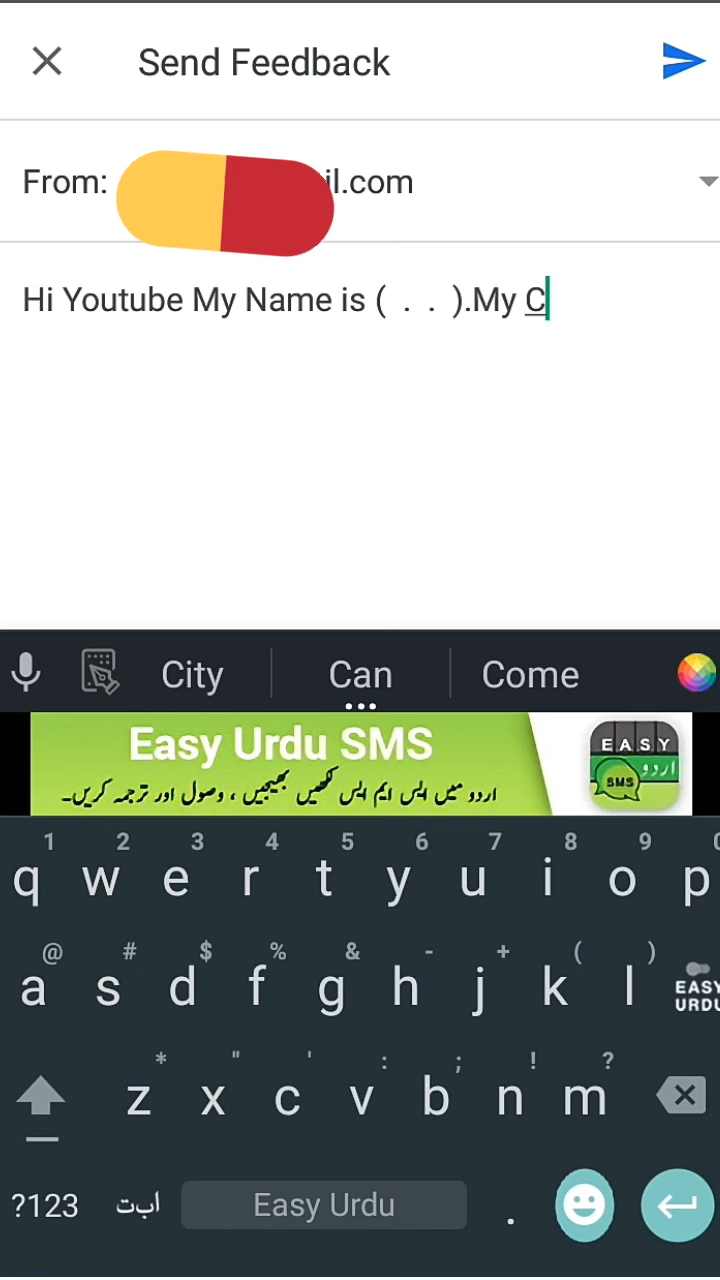 Send Feedback
From: il.com
Hi Youtube My Name is ( . . ).My C
City Can Come
Easy Urdu SMS
اردو میں ایس ایم ایس لکھیں بھیجیں ، وصول اور ترجمہ کریں۔
EASY
اردو
SMS
1 2 3 4 5 6 7 8 9 0
q w e r t y u i o p
@ # $ % & - + ( )
a s d f g h j k l
EASY
URDU
* " ' : ; ! ?
z x c v b n m
?123 ا ب ت Easy Urdu .